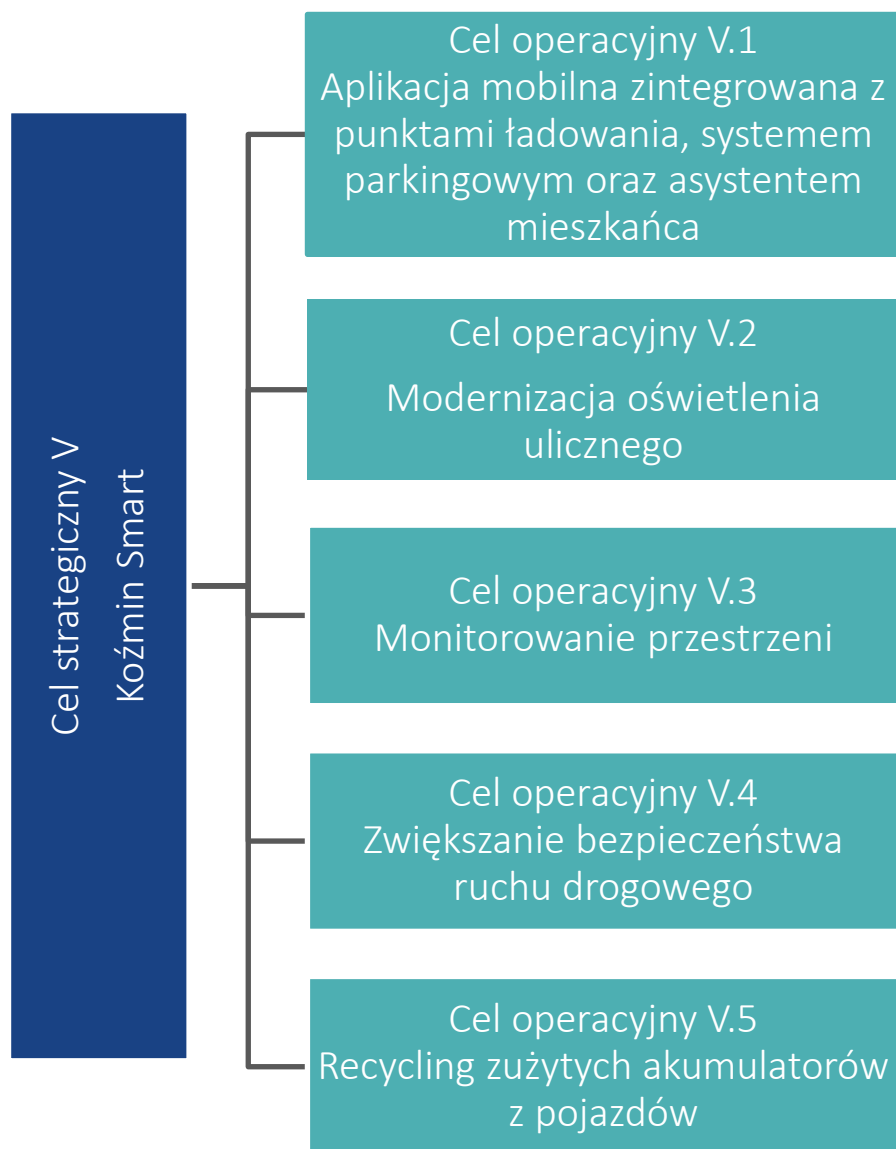 Cel strategiczny V
Koźmin Smart
Cel operacyjny V.1
Aplikacja mobilna zintegrowana z
punktami ładowania, systemem
parkingowym oraz asystentem
mieszkańca
Cel operacyjny V.2
Modernizacja oświetlenia
ulicznego
Cel operacyjny V.3
Monitorowanie przestrzeni
Cel operacyjny V.4
Zwiększanie bezpieczeństwa
ruchu drogowego
Cel operacyjny V.5
Recycling zużytych akumulatorów
z pojazdów